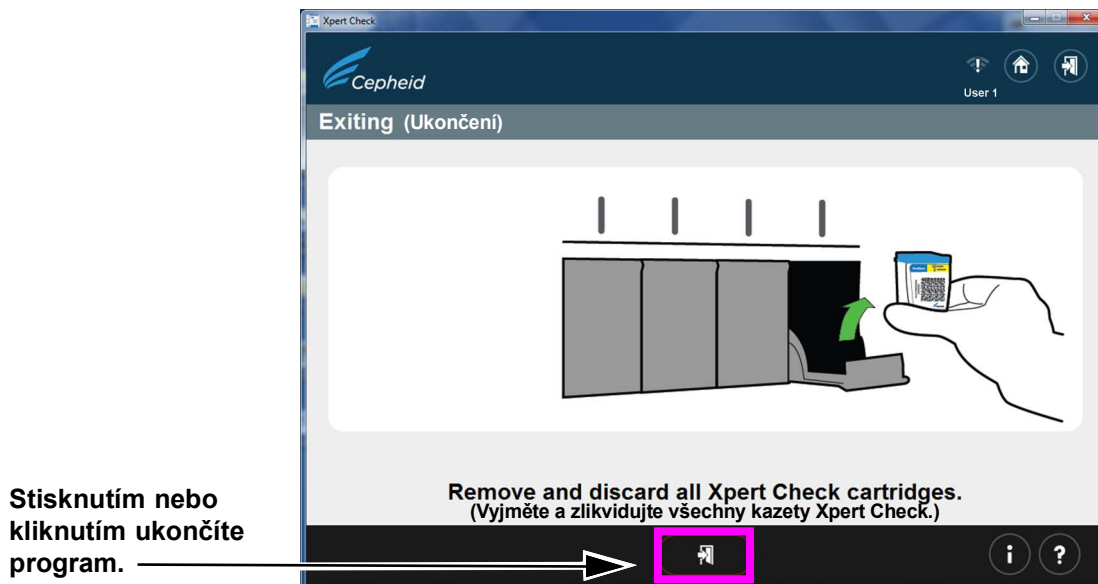 Xpert Check
Cepheid
User 1
Exiting (Ukončení)
Remove and discard all Xpert Check cartridges.
(Vyjměte a zlikvidujte všechny kazety Xpert Check.)
Stisknutím nebo
kliknutím ukončíte
program.
i ?